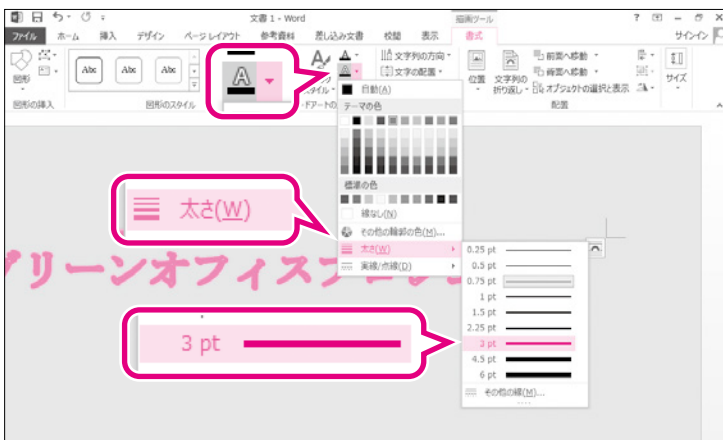 文書 1 - Word
描画ツール
ファイル ホーム 挿入 デザイン ページ レイアウト 参考資料 差し込み文書 校閲 表示 書式 サインイン
図形
Abc Abc Abc
A
文字列の方向
文字の配置
位置 文字列の折り返し
前面へ移動
背面へ移動
オブジェクトの選択と表示
サイズ
図形の挿入 図形のスタイル 配置
自動(A)
テーマの色
標準の色
線なし(N)
その他の輪郭の色(M)...
太さ(W)
実線/点線(D)
太さ(W)
0.25 pt
0.5 pt
0.75 pt
1 pt
1.5 pt
2.25 pt
3 pt
4.5 pt
6 pt
その他の線(M)...
グリーンオフィスプ
3 pt